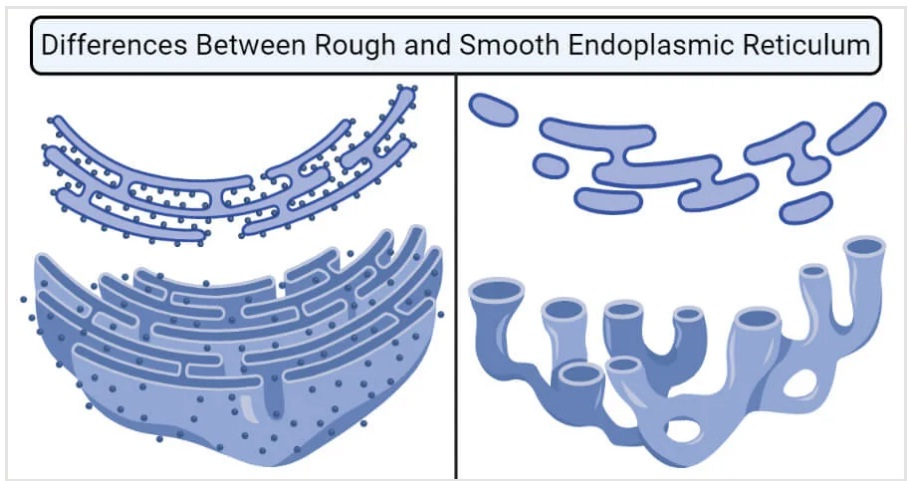 Differences Between Rough and Smooth Endoplasmic Reticulum